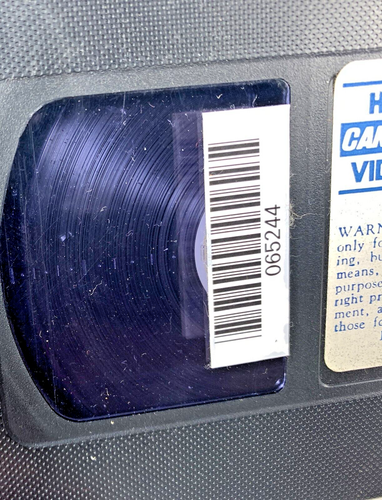 065244
H
CAN
VID
WARN
only fo
ing, bu
means,
purpose
right pr
ment, a
those fo